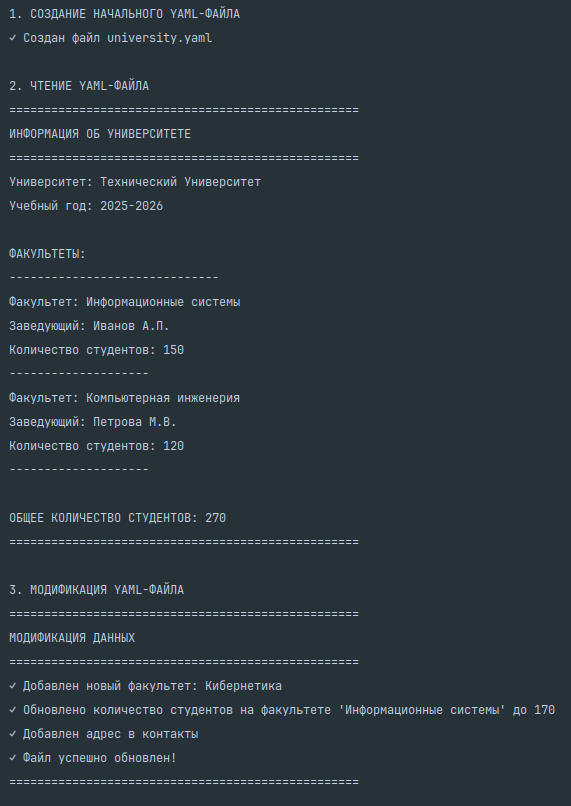 1. СОЗДАНИЕ НАЧАЛЬНОГО YAML-ФАЙЛА
✓ Создан файл university.yaml
2. ЧТЕНИЕ YAML-ФАЙЛА
==================================================
ИНФОРМАЦИЯ ОБ УНИВЕРСИТЕТЕ
==================================================
Университет: Технический Университет
Учебный год: 2025-2026
ФАКУЛЬТЕТЫ:
------------------------------
Факультет: Информационные системы
Заведующий: Иванов А.П.
Количество студентов: 150
--------------------
Факультет: Компьютерная инженерия
Заведующий: Петрова М.В.
Количество студентов: 120
--------------------
ОБЩЕЕ КОЛИЧЕСТВО СТУДЕНТОВ: 270
==================================================
3. МОДИФИКАЦИЯ YAML-ФАЙЛА
==================================================
МОДИФИКАЦИЯ ДАННЫХ
==================================================
✓ Добавлен новый факультет: Кибернетика
✓ Обновлено количество студентов на факультете 'Информационные системы' до 170
✓ Добавлен адрес в контакты
✓ Файл успешно обновлен!
==================================================